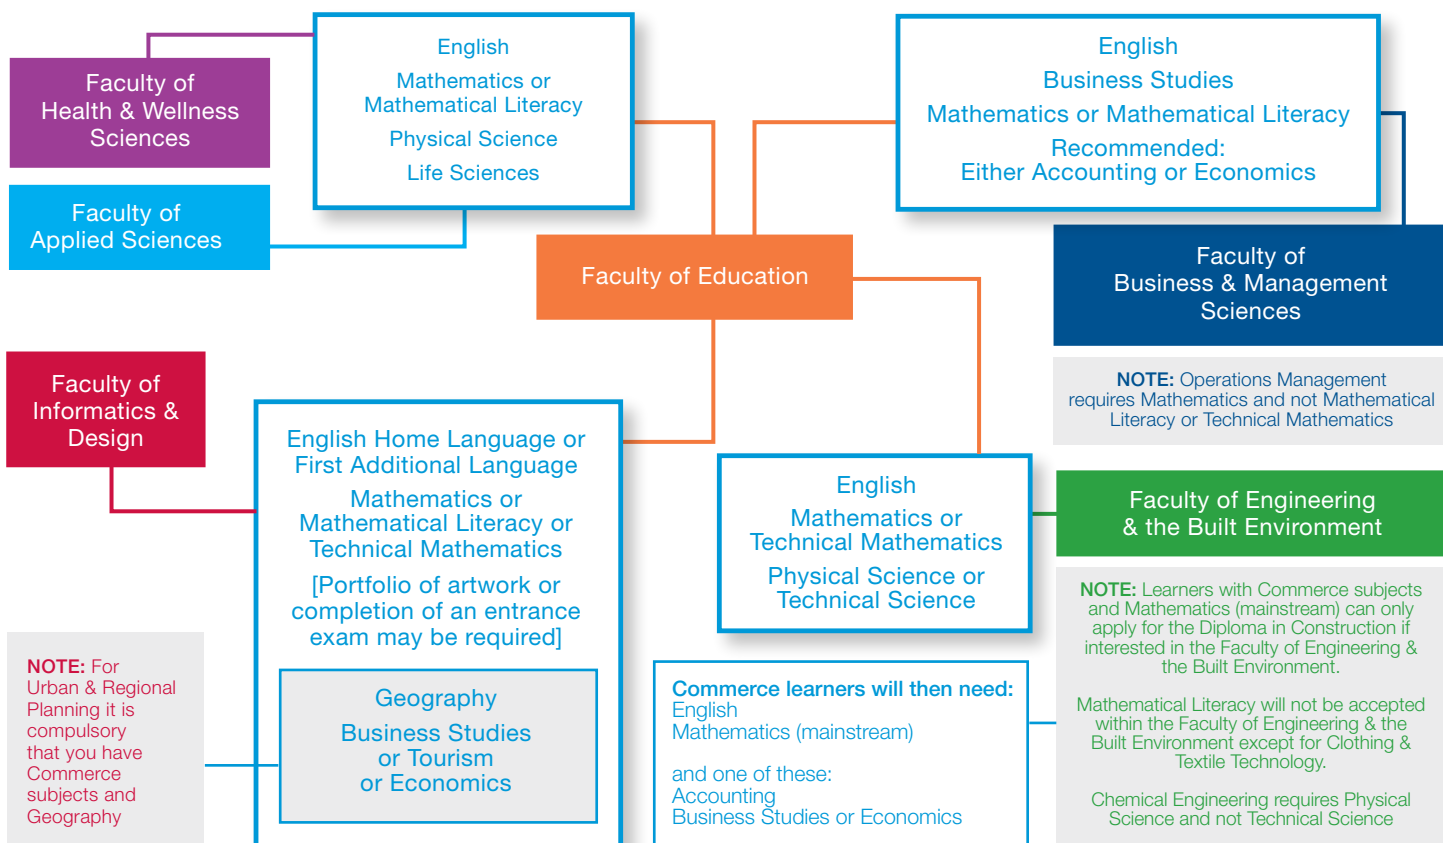 Faculty of
Health & Wellness
Sciences
English
Mathematics or
Mathematical Literacy
Physical Science
Life Sciences
English
Business Studies
Mathematics or Mathematical Literacy
Recommended:
Either Accounting or Economics
Faculty of
Applied Sciences
Faculty of Education
Faculty of
Business & Management
Sciences
NOTE: Operations Management
requires Mathematics and not Mathematical
Literacy or Technical Mathematics
Faculty of
Informatics &
Design
English Home Language or
First Additional Language
Mathematics or
Mathematical Literacy or
Technical Mathematics
[Portfolio of artwork or
completion of an entrance
exam may be required]
Geography
Business Studies
or Tourism
or Economics
NOTE: For
Urban & Regional
Planning it is
compulsory
that you have
Commerce
subjects and
Geography
English
Mathematics or
Technical Mathematics
Physical Science or
Technical Science
Faculty of Engineering
& the Built Environment
Commerce learners will then need:
English
Mathematics (mainstream)
and one of these:
Accounting
Business Studies or Economics
NOTE: Learners with Commerce subjects
and Mathematics (mainstream) can only
apply for the Diploma in Construction if
interested in the Faculty of Engineering &
the Built Environment.
Mathematical Literacy will not be accepted
within the Faculty of Engineering & the
Built Environment except for Clothing &
Textile Technology.
Chemical Engineering requires Physical
Science and not Technical Science